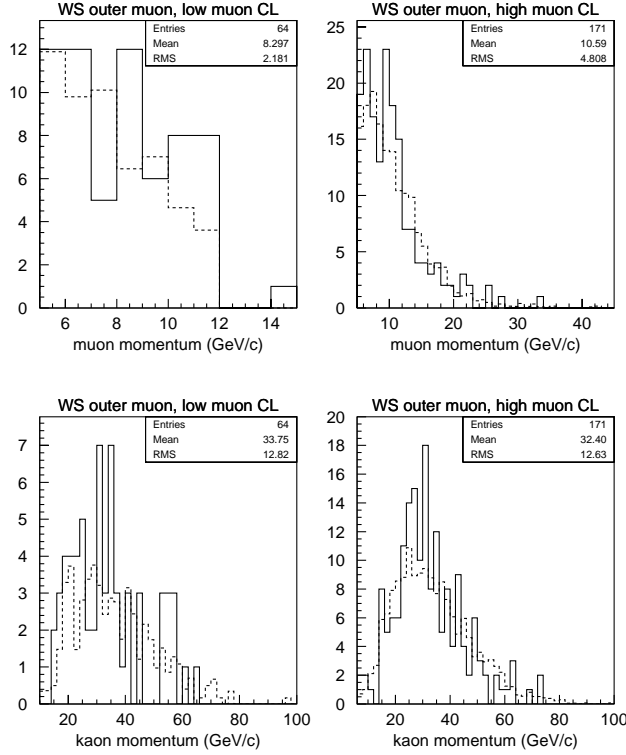 WS outer muon, low muon CL
Entries 64
Mean 8.297
RMS 2.181
12
10
8
6
4
2
0
6 8 10 12 14
muon momentum (GeV/c)
WS outer muon, high muon CL
Entries 171
Mean 10.59
RMS 4.808
25
20
15
10
5
0
10 20 30 40
muon momentum (GeV/c)
WS outer muon, low muon CL
Entries 64
Mean 33.75
RMS 12.82
7
6
5
4
3
2
1
0
20 40 60 80 100
kaon momentum (GeV/c)
WS outer muon, high muon CL
Entries 171
Mean 32.40
RMS 12.63
20
18
16
14
12
10
8
6
4
2
0
20 40 60 80 100
kaon momentum (GeV/c)